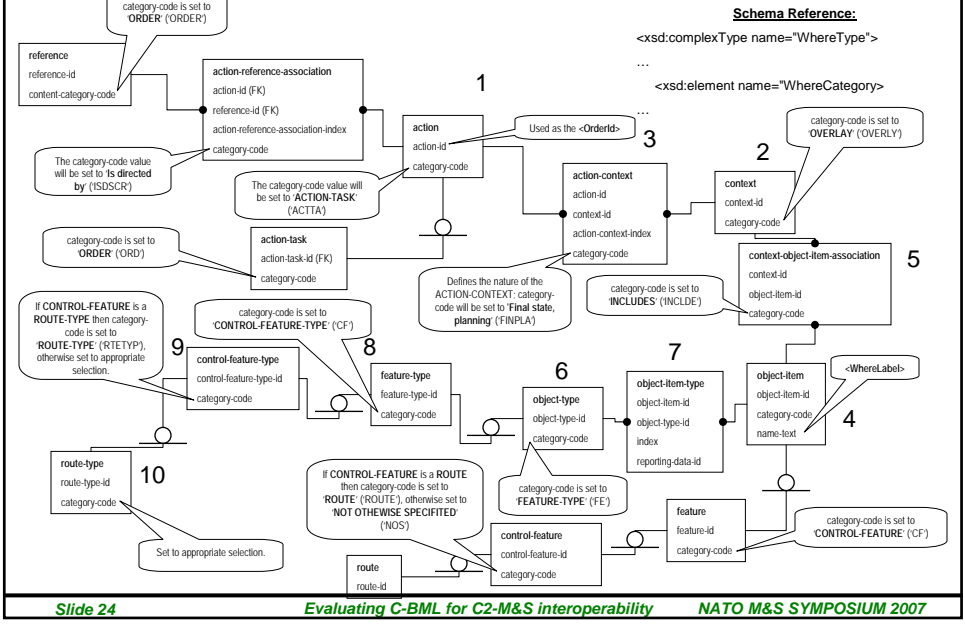 category-code is set to
'ORDER' ('ORDER')
Schema Reference:
<xsd:complexType name="WhereType">
…
<xsd:element name="WhereCategory>
…
reference
reference-id
content-category-code
action-reference-association
action-id (FK)
reference-id (FK)
action-reference-association-index
category-code
1
action
action-id
category-code
Used as the <OrderId>
3
category-code is set to
'OVERLAY' ('OVERLY')
2
The category-code value
will be set to 'Is directed
by' ('ISDSCR')
The category-code value will
be set to 'ACTION-TASK'
('ACTTA')
action-context
action-id
context-id
action-context-index
category-code
context
context-id
category-code
category-code is set to
'ORDER' ('ORD')
action-task
action-task-id (FK)
category-code
Defines the nature of the
ACTION-CONTEXT; category-
code will be set to 'Final state,
planning' ('FINPLA')
category-code is set to
'INCLUDES' ('INCLDE')
context-object-item-association
context-id
object-item-id
category-code
5
If CONTROL-FEATURE is a
ROUTE-TYPE then category-
code is set to
'ROUTE-TYPE' ('RTETYP'),
otherwise set to appropriate
selection.
category-code is set to
'CONTROL-FEATURE-TYPE' ('CF')
9
control-feature-type
control-feature-type-id
category-code
8
feature-type
feature-type-id
category-code
6
object-type
object-type-id
category-code
7
object-item-type
object-item-id
object-type-id
index
reporting-data-id
object-item
object-item-id
category-code
name-text
<WhereLabel>
4
route-type
route-type-id
category-code
10
Set to appropriate selection.
If CONTROL-FEATURE is a ROUTE
then category-code is set to
'ROUTE' ('ROUTE'), otherwise set to
'NOT OTHEWISE SPECIFITED'
('NOS')
category-code is set to
'FEATURE-TYPE' ('FE')
feature
feature-id
category-code
category-code is set to
'CONTROL-FEATURE' ('CF')
control-feature
control-feature-id
category-code
route
route-id
Slide 24
Evaluating C-BML for C2-M&S interoperability
NATO M&S SYMPOSIUM 2007